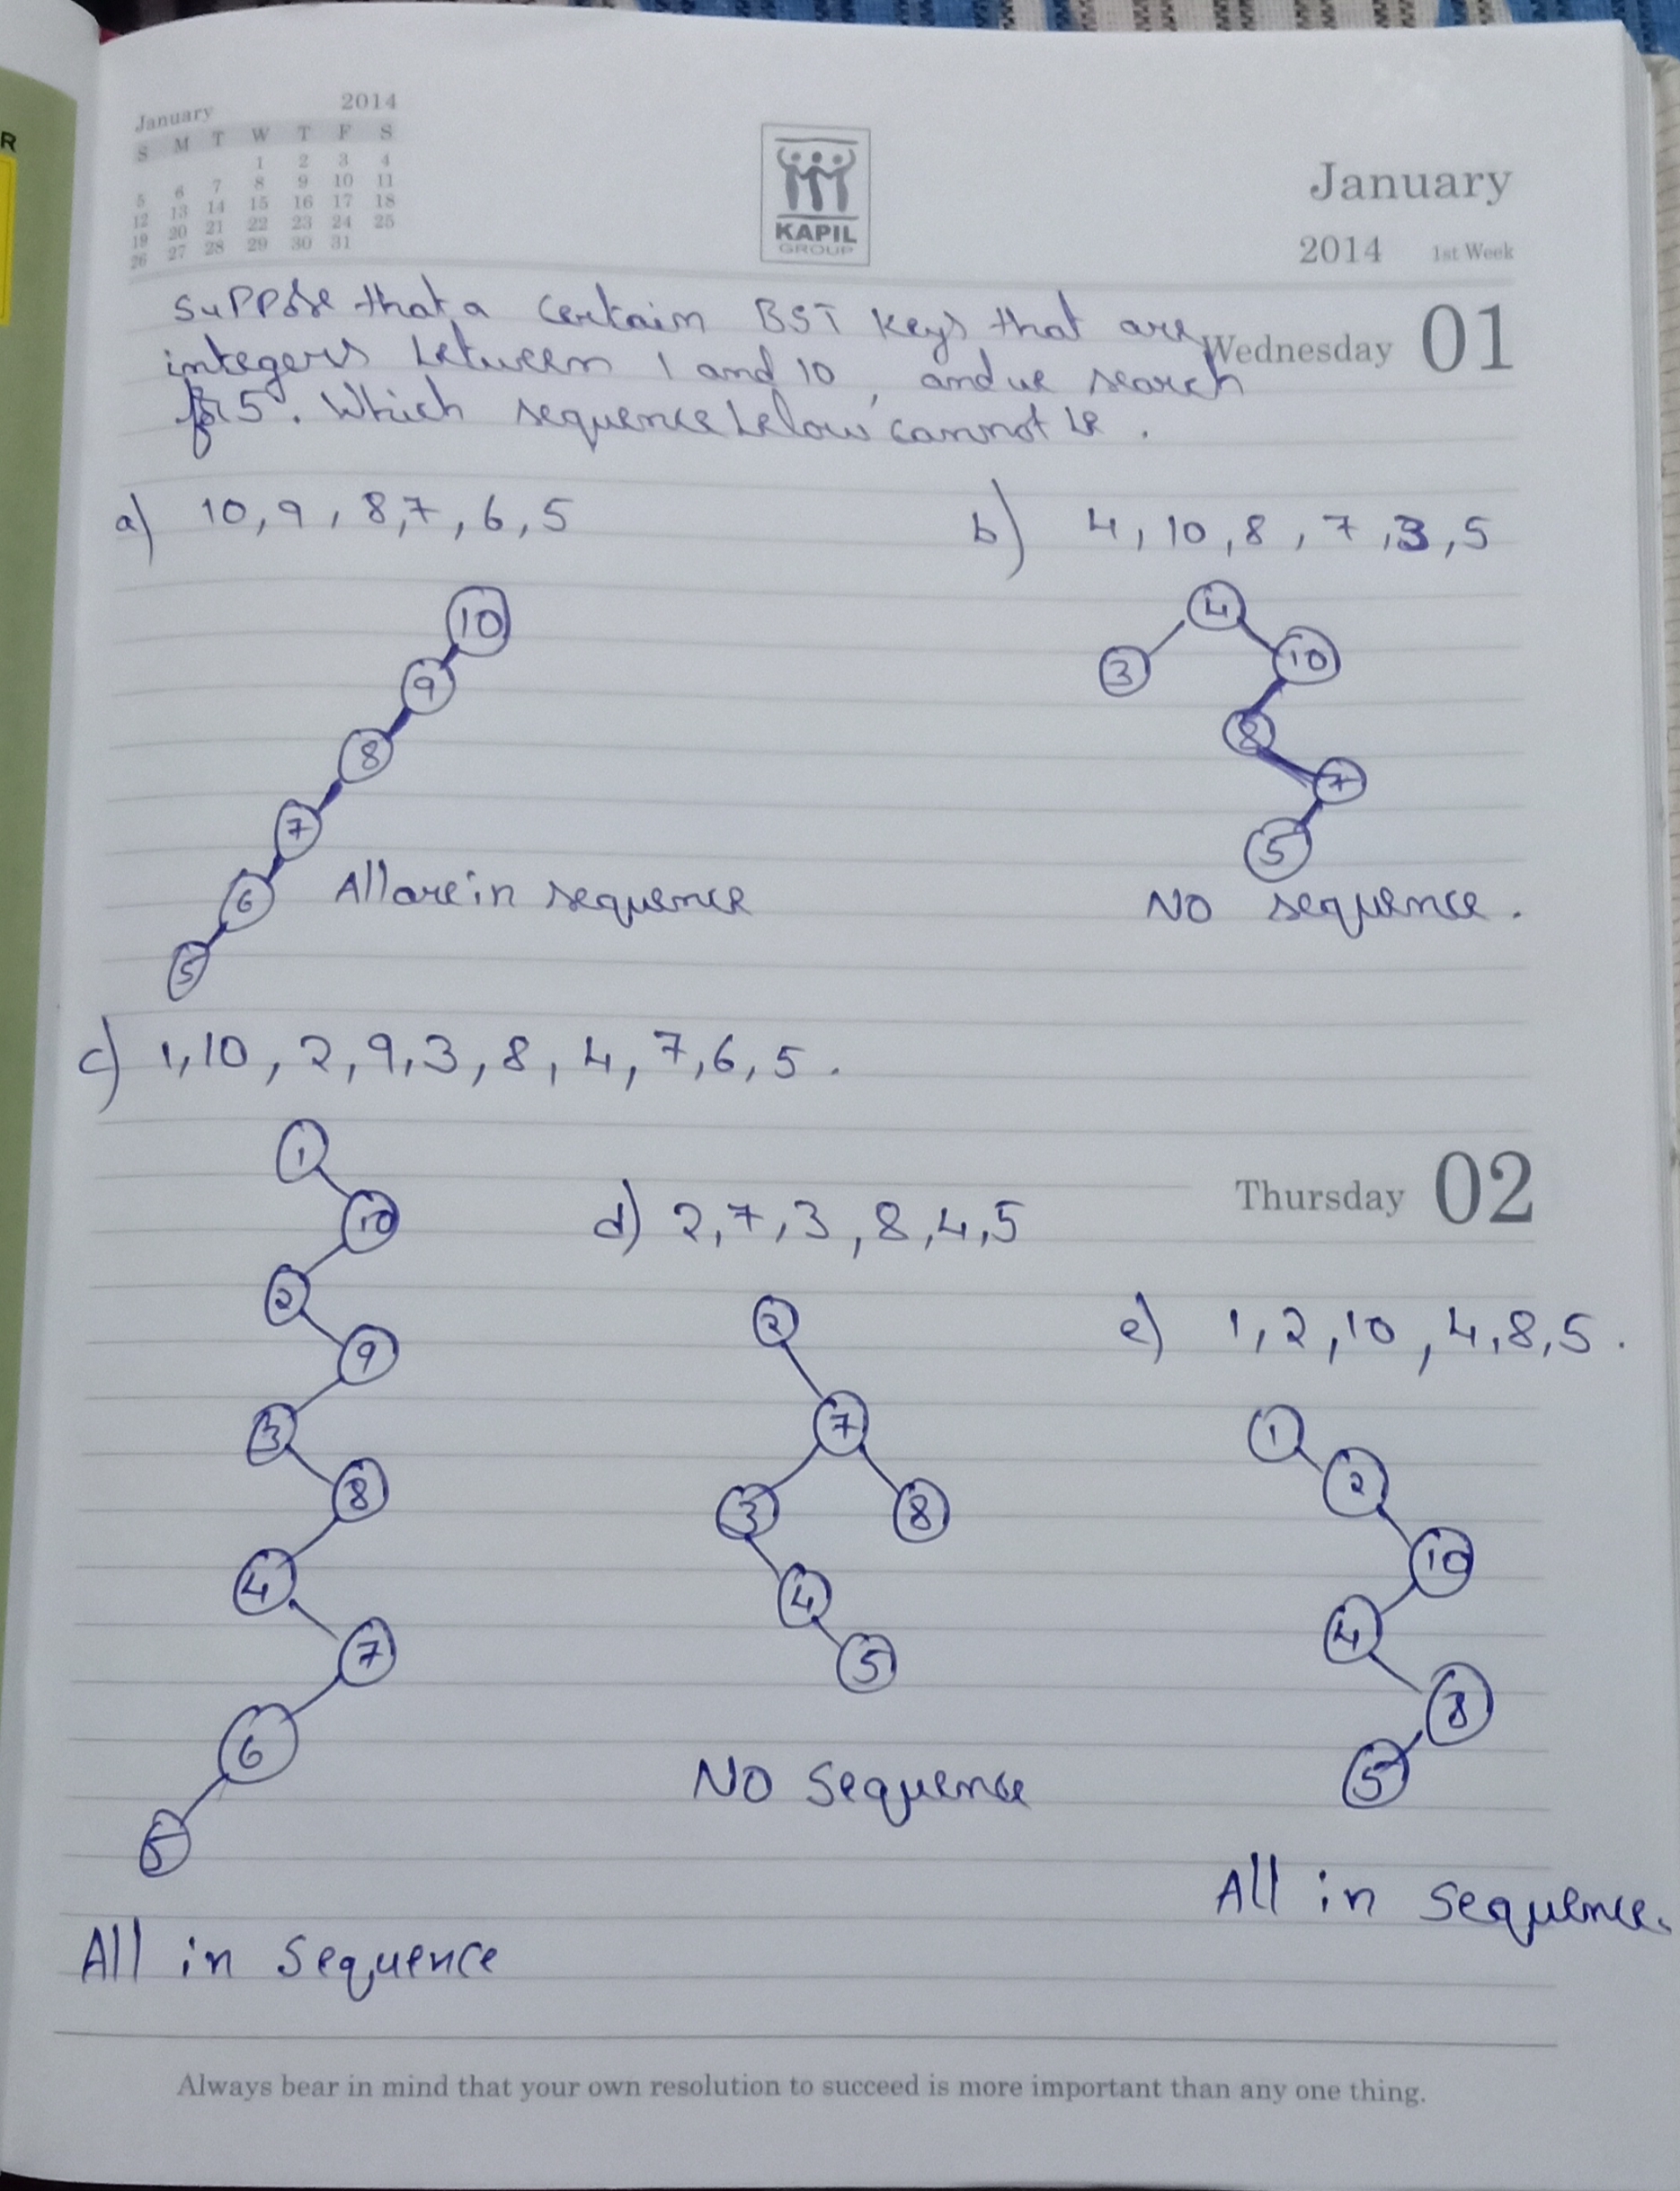 January 2014
S M T W T F S
1 2 3 4
5 6 7 8 9 10 11
12 13 14 15 16 17 18
19 20 21 22 23 24 25
26 27 28 29 30 31
KAPIL
GROUP
January
2014 1st Week
Wednesday 01
Suppose that a certain BST keys that are
integers between 1 and 10, and we search
for 5. Which sequence below cannot be.
a) 10, 9, 8, 7, 6, 5
b) 4, 10, 8, 7, 3, 5
10
9
8
7
6
5
All are in sequence
4
3 10
8
7
5
NO sequence.
c) 1, 10, 2, 9, 3, 8, 4, 7, 6, 5.
1
10
2
9
3
8
4
7
6
5
All in sequence
Thursday 02
d) 2, 7, 3, 8, 4, 5
2
7
3 8
4
5
NO sequence
e) 1, 2, 10, 4, 8, 5.
1
2
10
4
8
5
All in sequence.
Always bear in mind that your own resolution to succeed is more important than any one thing.
R